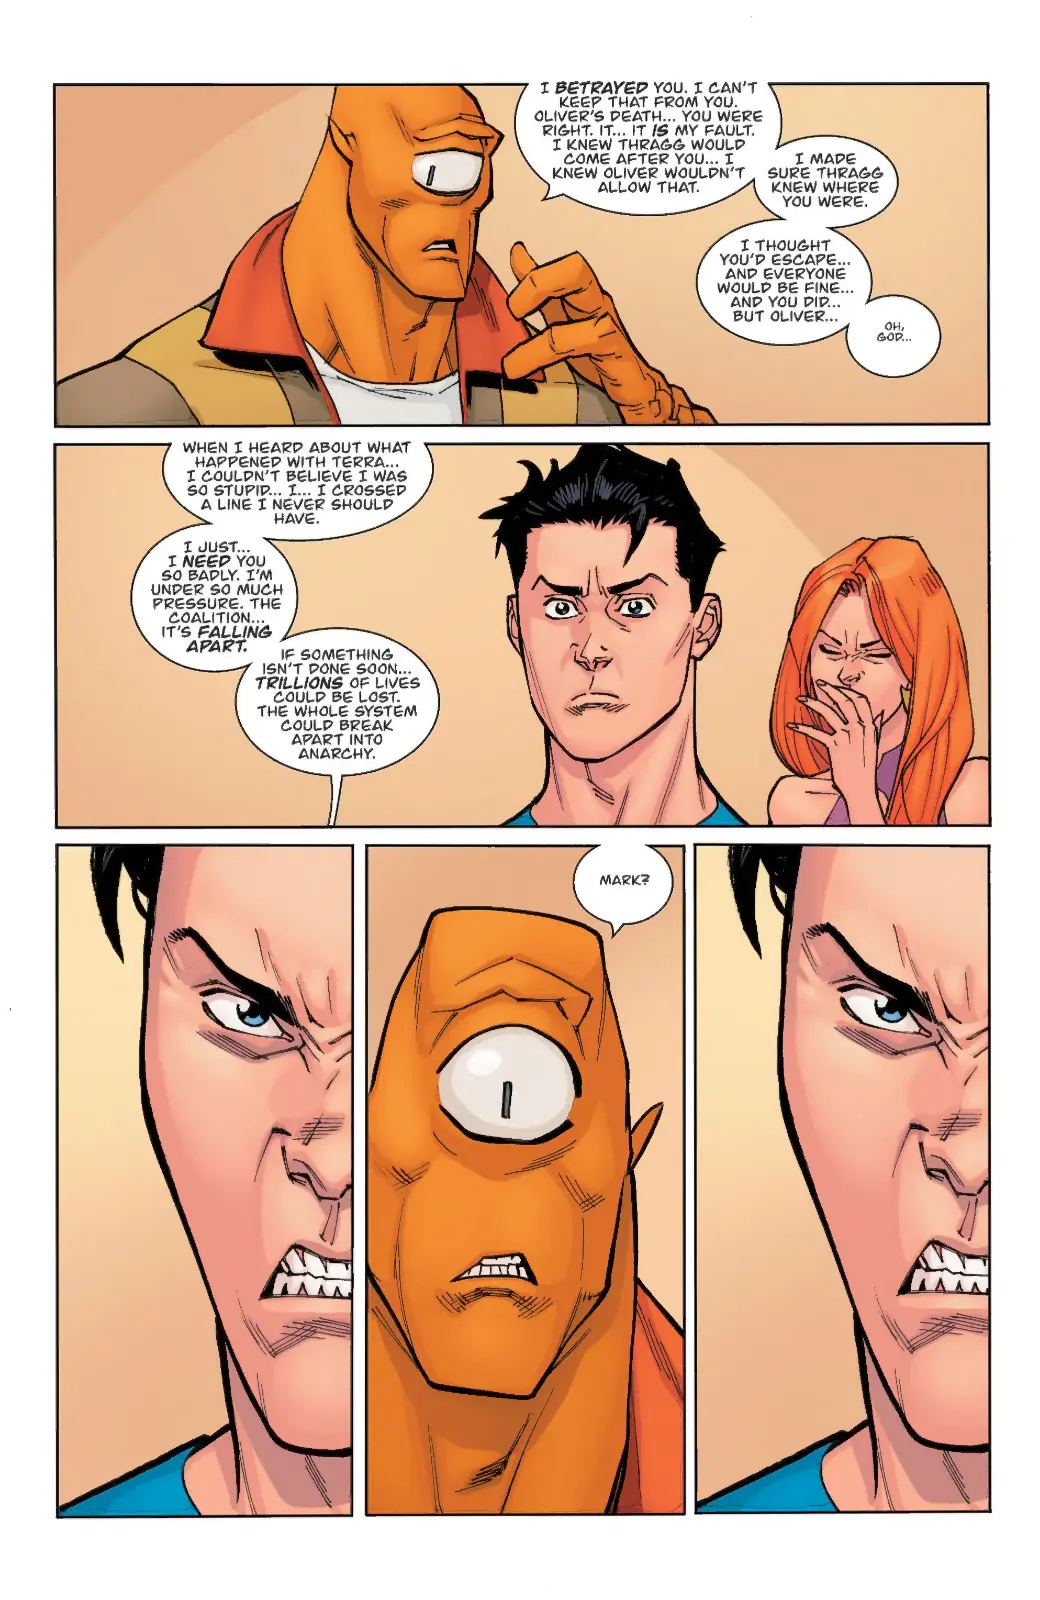 I BETRAYED YOU. I CAN'T
KEEP THAT FROM YOU.
OLIVER'S DEATH... YOU WERE
RIGHT. IT... IT IS MY FAULT.
I KNEW THRAGG WOULD
COME AFTER YOU... I
KNEW OLIVER WOULDN'T
ALLOW THAT.
I MADE
SURE THRAGG
KNEW WHERE
YOU WERE.
I THOUGHT
YOU'D ESCAPE...
AND EVERYONE
WOULD BE FINE...
AND YOU DID...
BUT OLIVER...
OH,
GOD...
WHEN I HEARD ABOUT WHAT
HAPPENED WITH TERRA...
I COULDN'T BELIEVE I WAS
SO STUPID... I... I CROSSED
A LINE I NEVER SHOULD
HAVE.
I JUST...
I NEED YOU
SO BADLY. I'M
UNDER SO MUCH
PRESSURE. THE
COALITION...
IT'S FALLING
APART.
IF SOMETHING
ISN'T DONE SOON...
TRILLIONS OF LIVES
COULD BE LOST.
THE WHOLE SYSTEM
COULD BREAK
APART INTO
ANARCHY.
MARK?